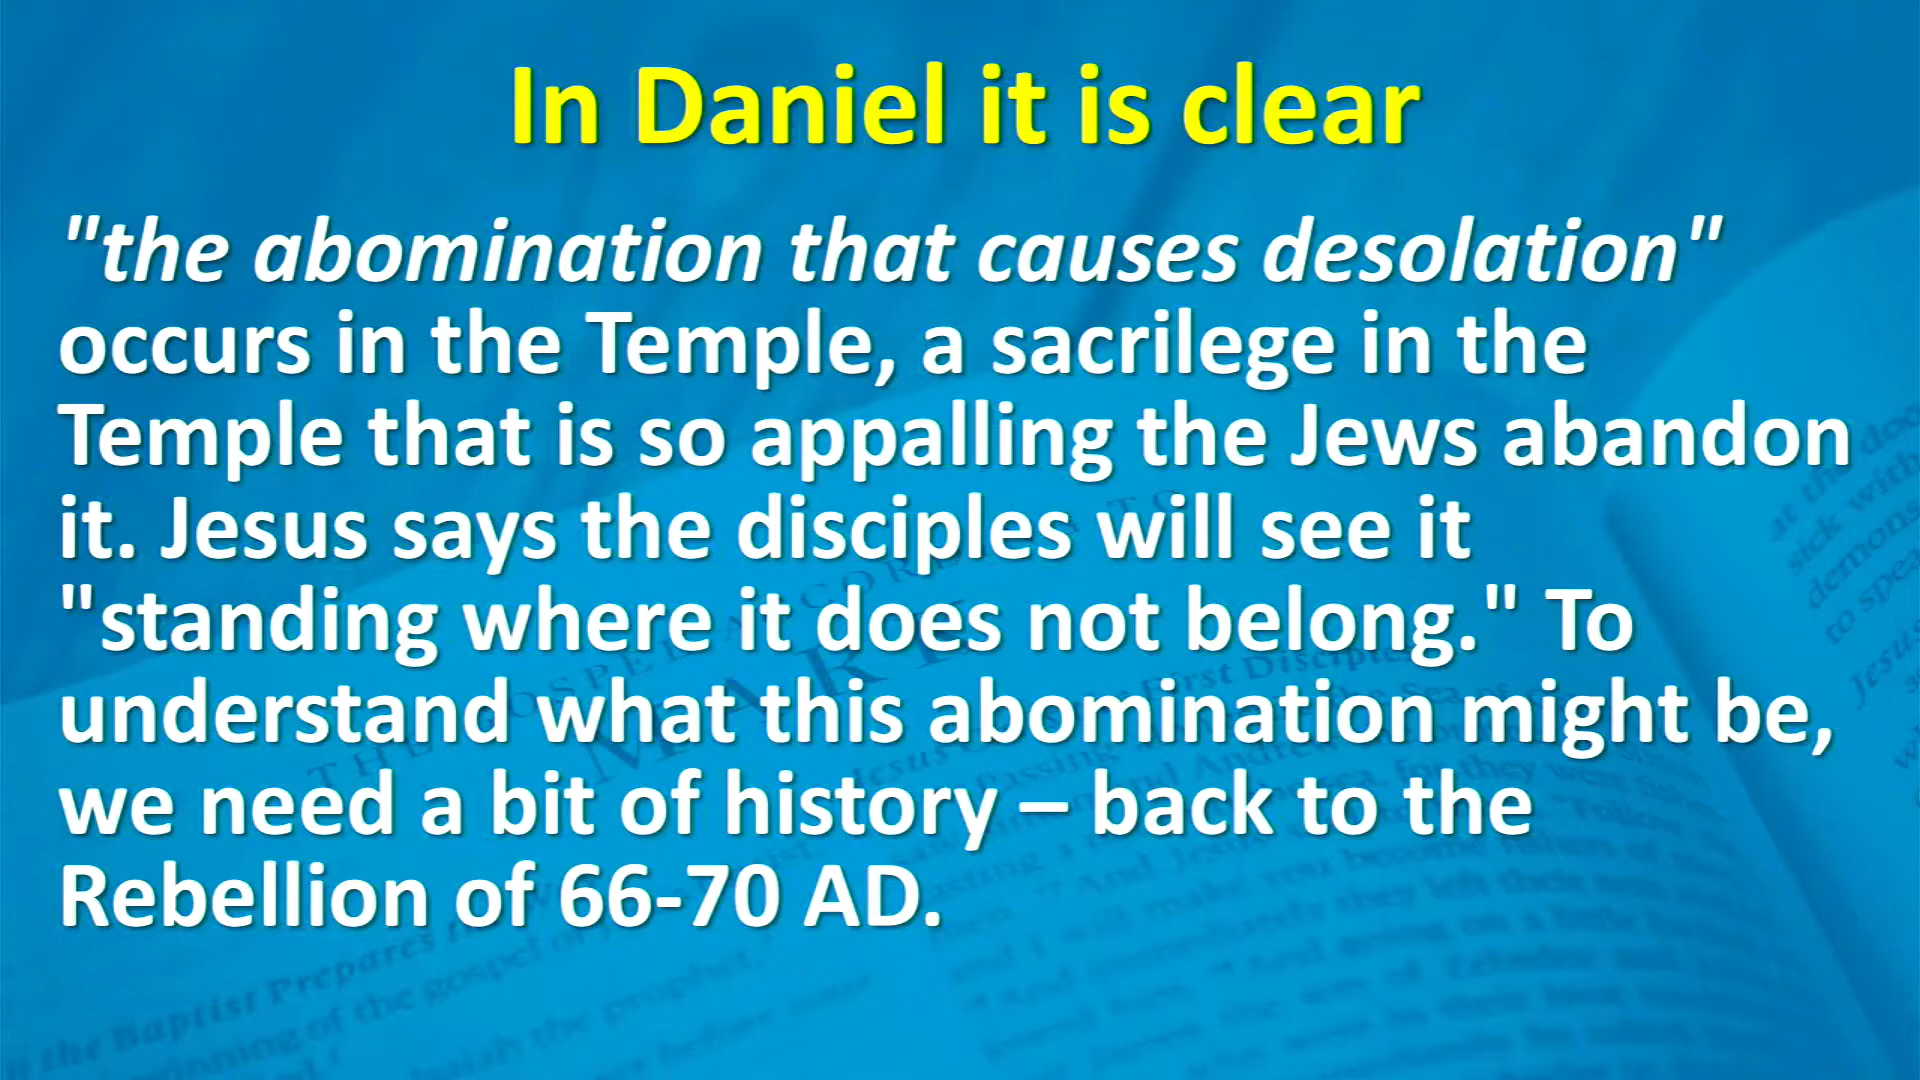 In Daniel it is clear
"the abomination that causes desolation"
occurs in the Temple, a sacrilege in the
Temple that is so appalling the Jews abandon
it. Jesus says the disciples will see it
"standing where it does not belong." To
understand what this abomination might be,
we need a bit of history – back to the
Rebellion of 66-70 AD.